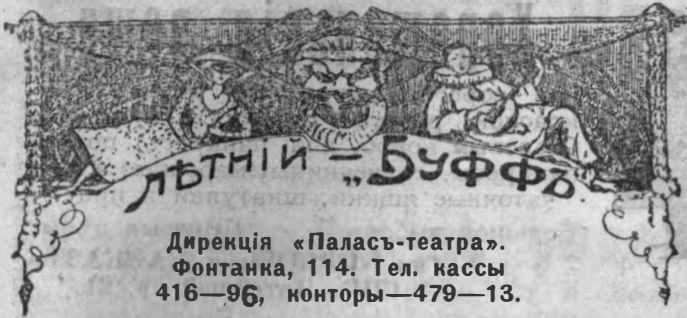 ЛѢТНІЙ — „БУФФЪ.
Дирекція «Паласъ-театра».
Фонтанка, 114. Тел. кассы
416—96, конторы—479—13.